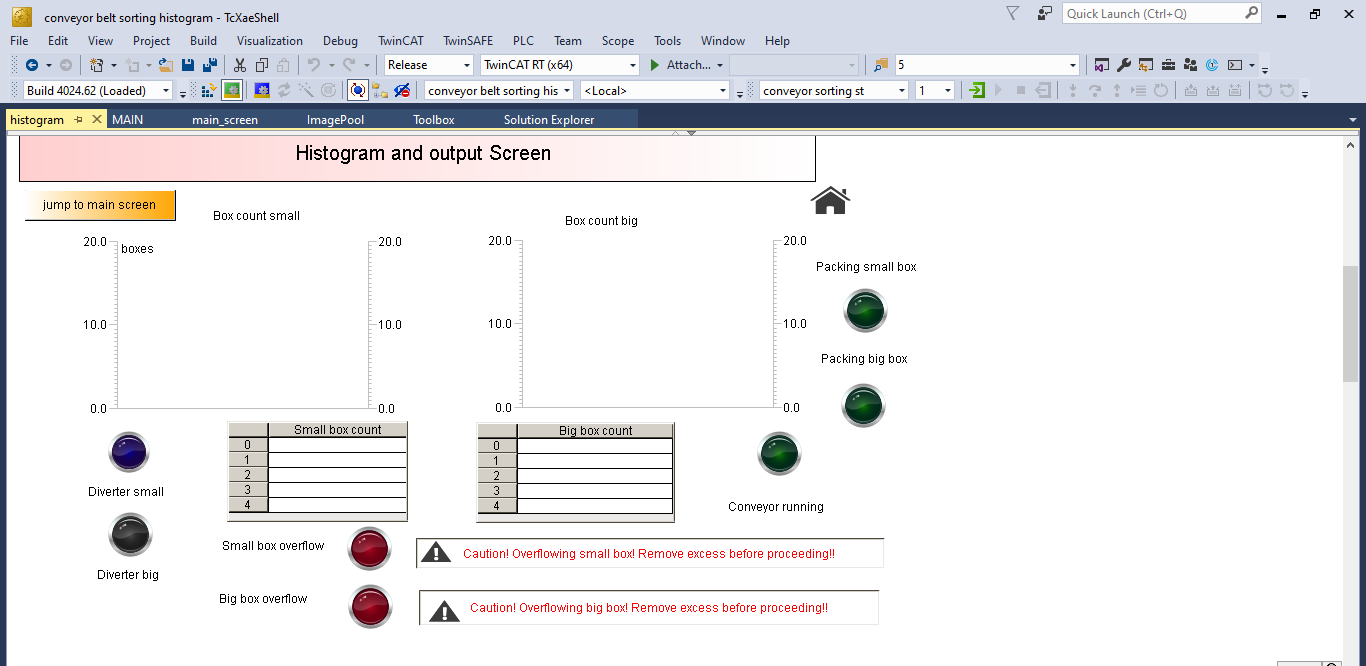 conveyor belt sorting histogram - TcXaeShell
Quick Launch (Ctrl+Q)
File Edit View Project Build Visualization Debug TwinCAT TwinSAFE PLC Team Scope Tools Window Help
Release TwinCAT RT (x64) Attach... 5
Build 4024.62 (Loaded) conveyor belt sorting his <Local> conveyor sorting st 1
histogram MAIN main_screen ImagePool Toolbox Solution Explorer
Histogram and output Screen
jump to main screen
Box count small
Box count big
20.0 boxes 20.0
10.0 10.0
0.0 0.0
20.0 20.0
10.0 10.0
0.0 0.0
Packing small box
Packing big box
Small box count
0
1
2
3
4
Big box count
0
1
2
3
4
Diverter small
Conveyor running
Diverter big
Small box overflow
Caution! Overflowing small box! Remove excess before proceeding!!
Big box overflow
Caution! Overflowing big box! Remove excess before proceeding!!